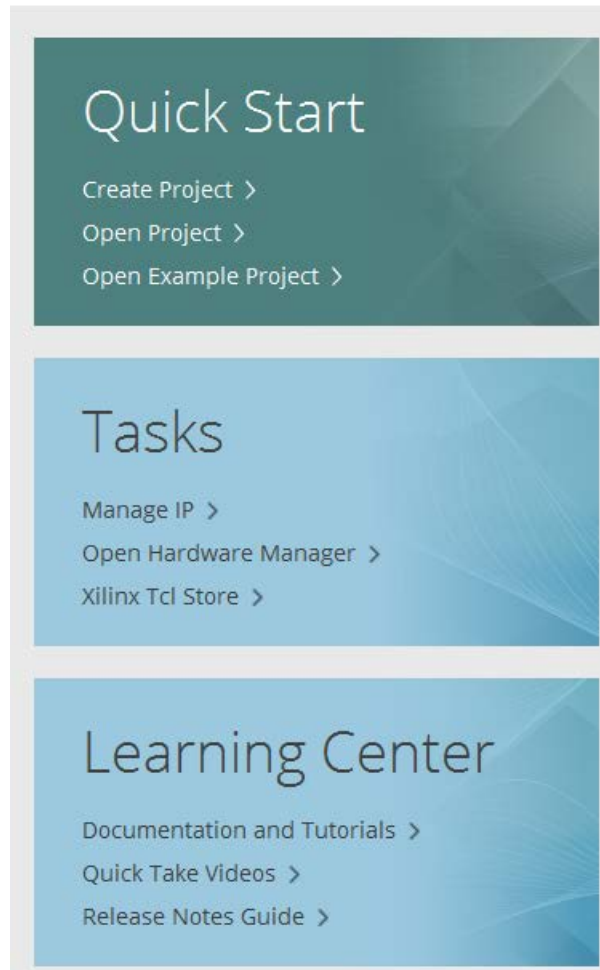 Quick Start
Create Project >
Open Project >
Open Example Project >
Tasks
Manage IP >
Open Hardware Manager >
Xilinx Tcl Store >
Learning Center
Documentation and Tutorials >
Quick Take Videos >
Release Notes Guide >